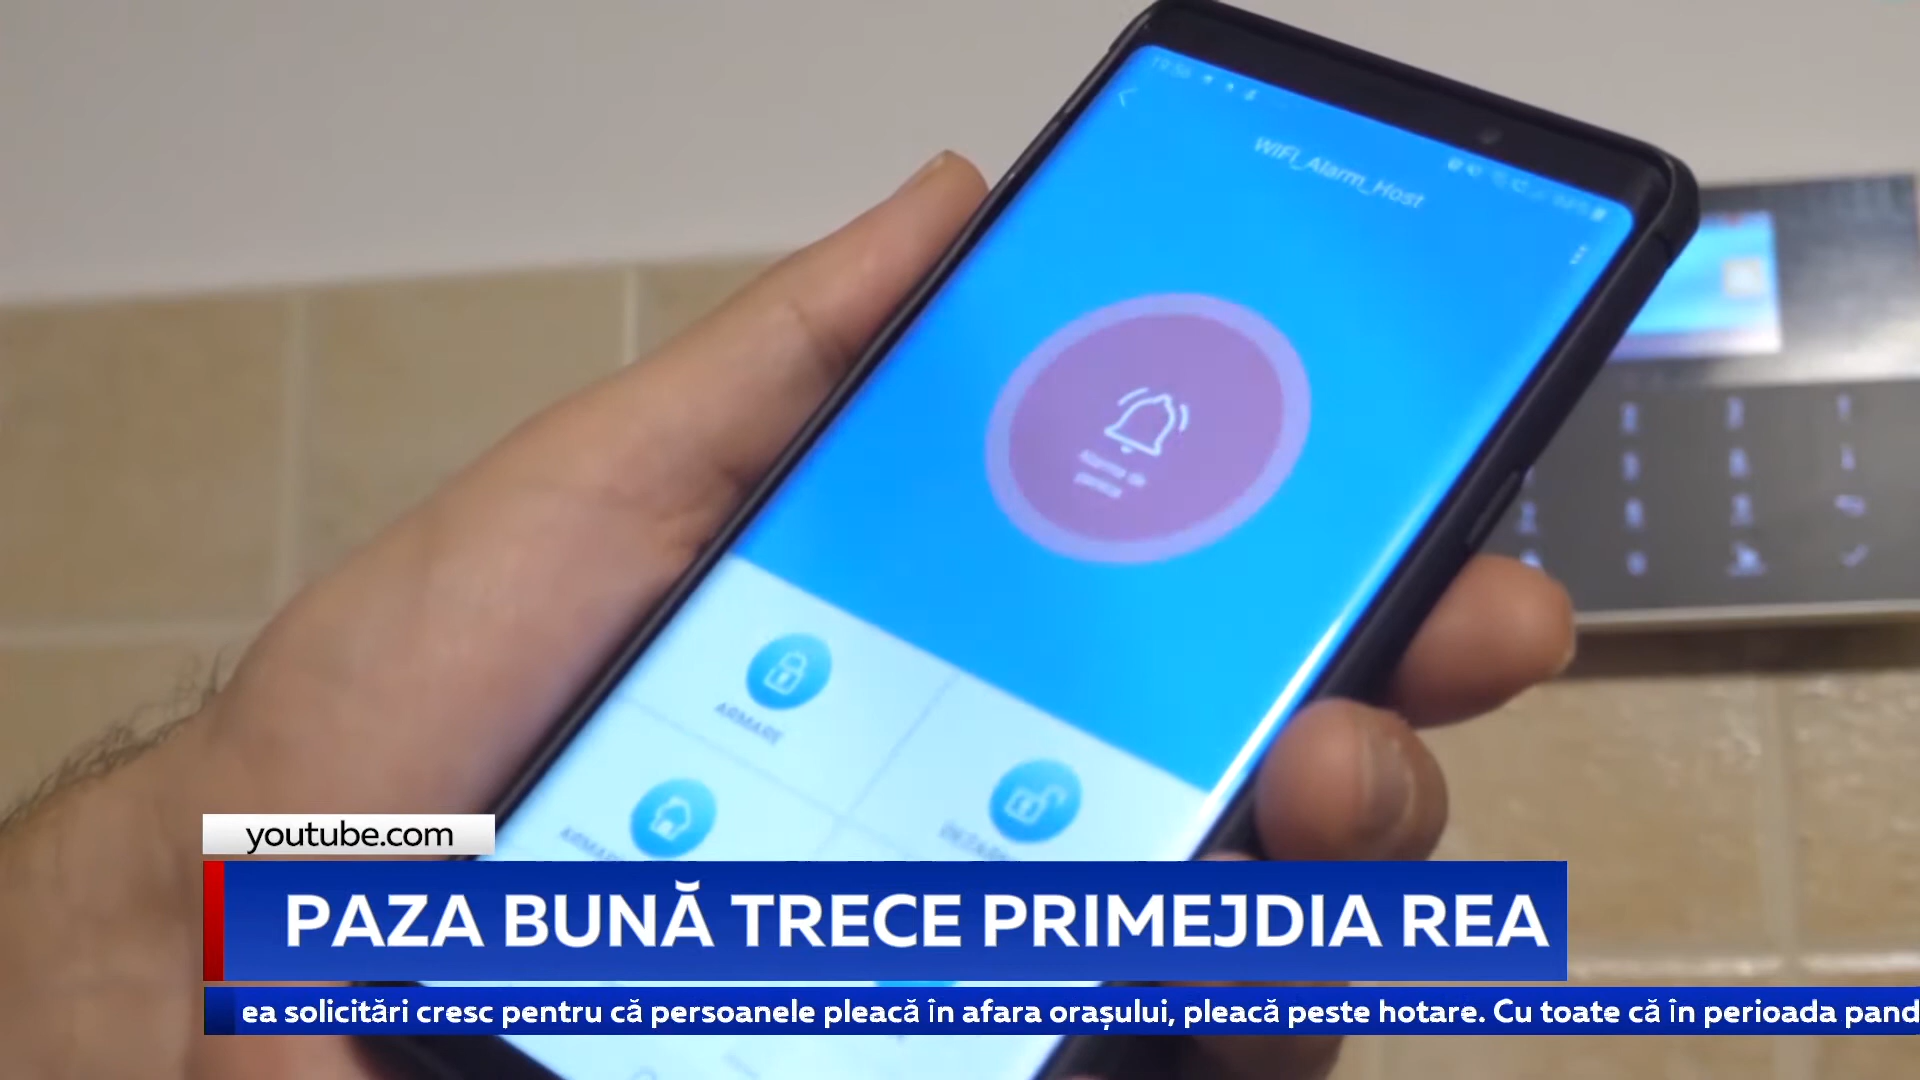 WIFI_Alarm_Host
ARMARE
youtube.com
PAZA BUNĂ TRECE PRIMEJDIA REA
ea solicitări cresc pentru că persoanele pleacă în afara orașului, pleacă peste hotare. Cu toate că în perioada pand